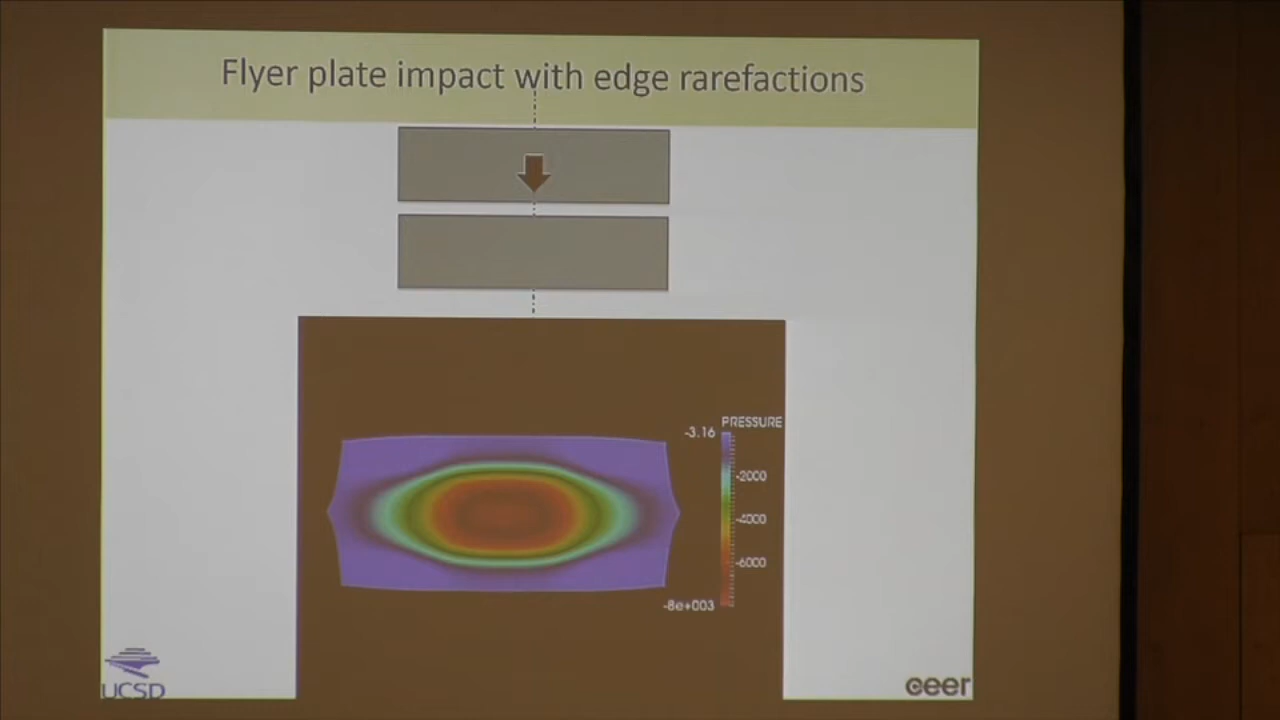 Flyer plate impact with edge rarefactions
PRESSURE
-3.16
-2000
-4000
-6000
-8e+003
UCSD
ceer